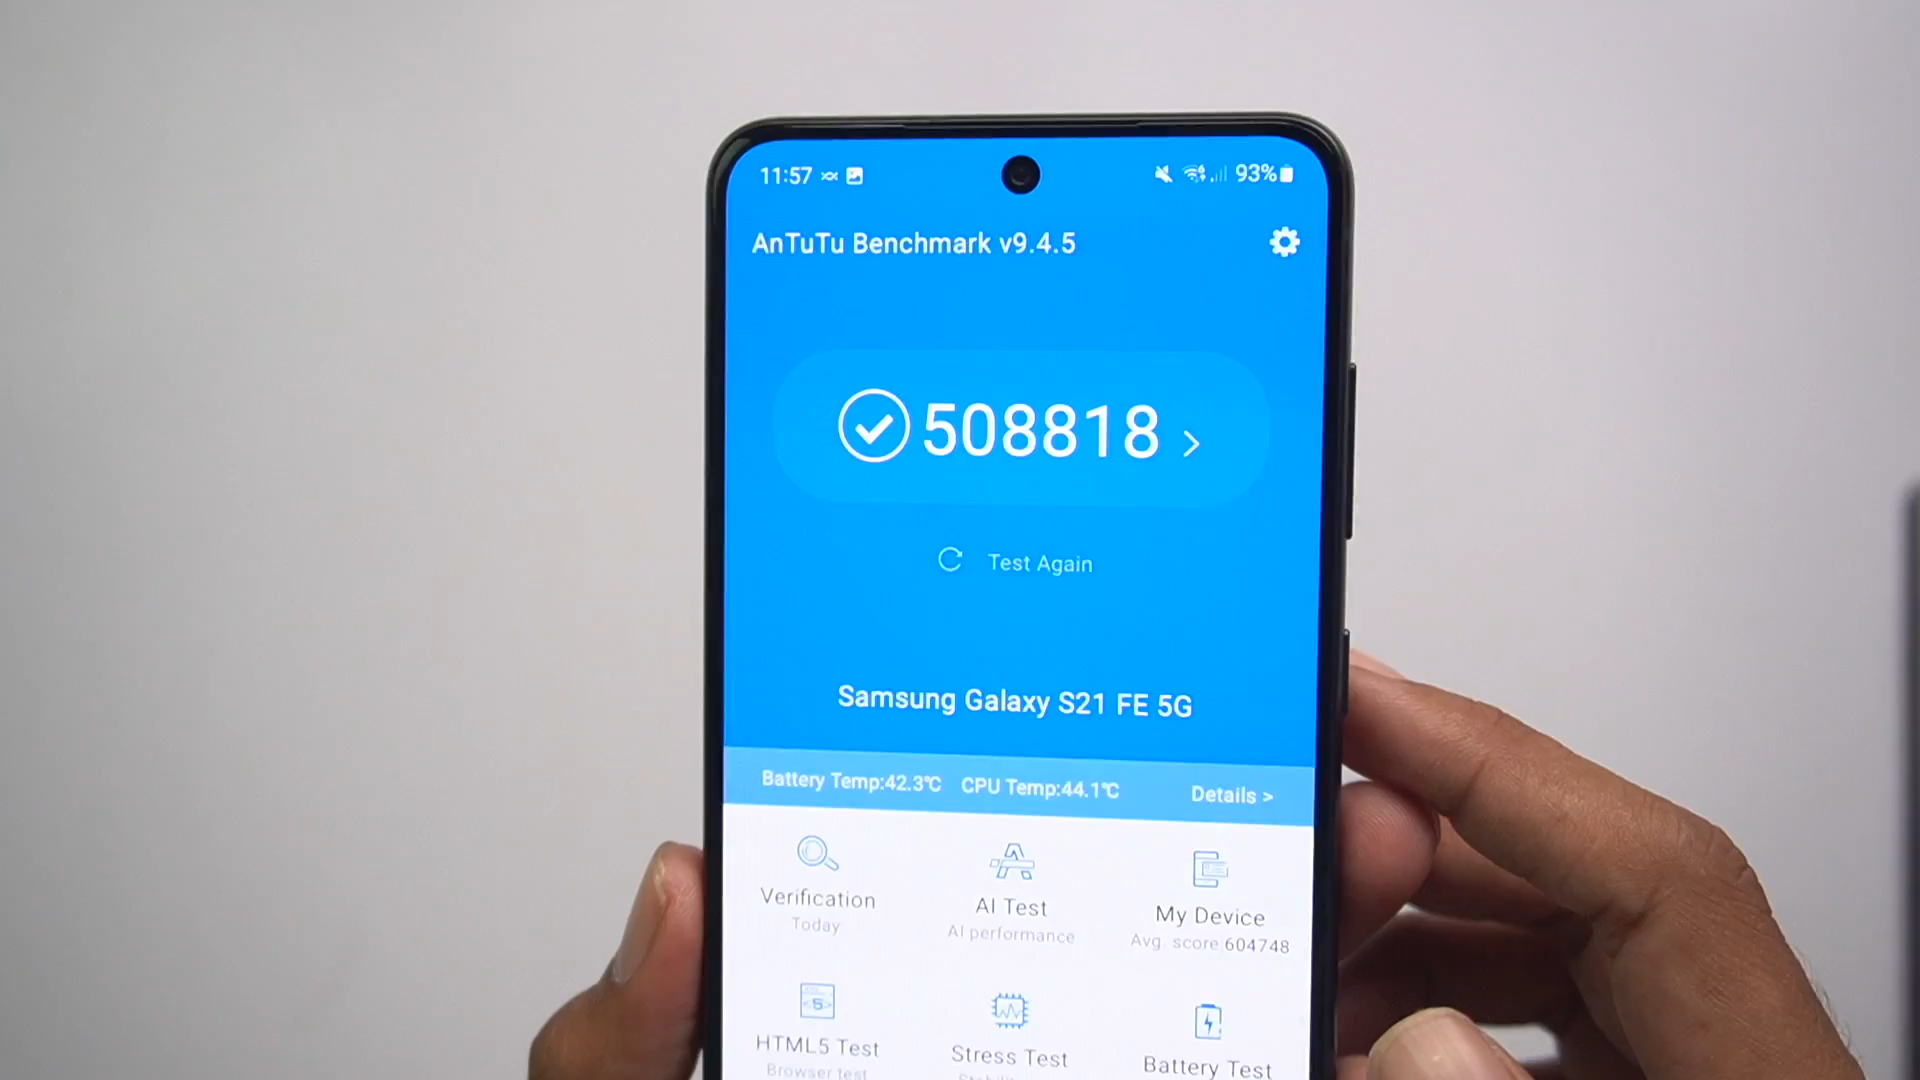 11:57 93%
AnTuTu Benchmark v9.4.5
508818 >
Test Again
Samsung Galaxy S21 FE 5G
Battery Temp:42.3℃ CPU Temp:44.1℃ Details >
Verification AI Test My Device
Today AI performance Avg. score 604748
HTML5 Test Stress Test Battery Test
Browser test